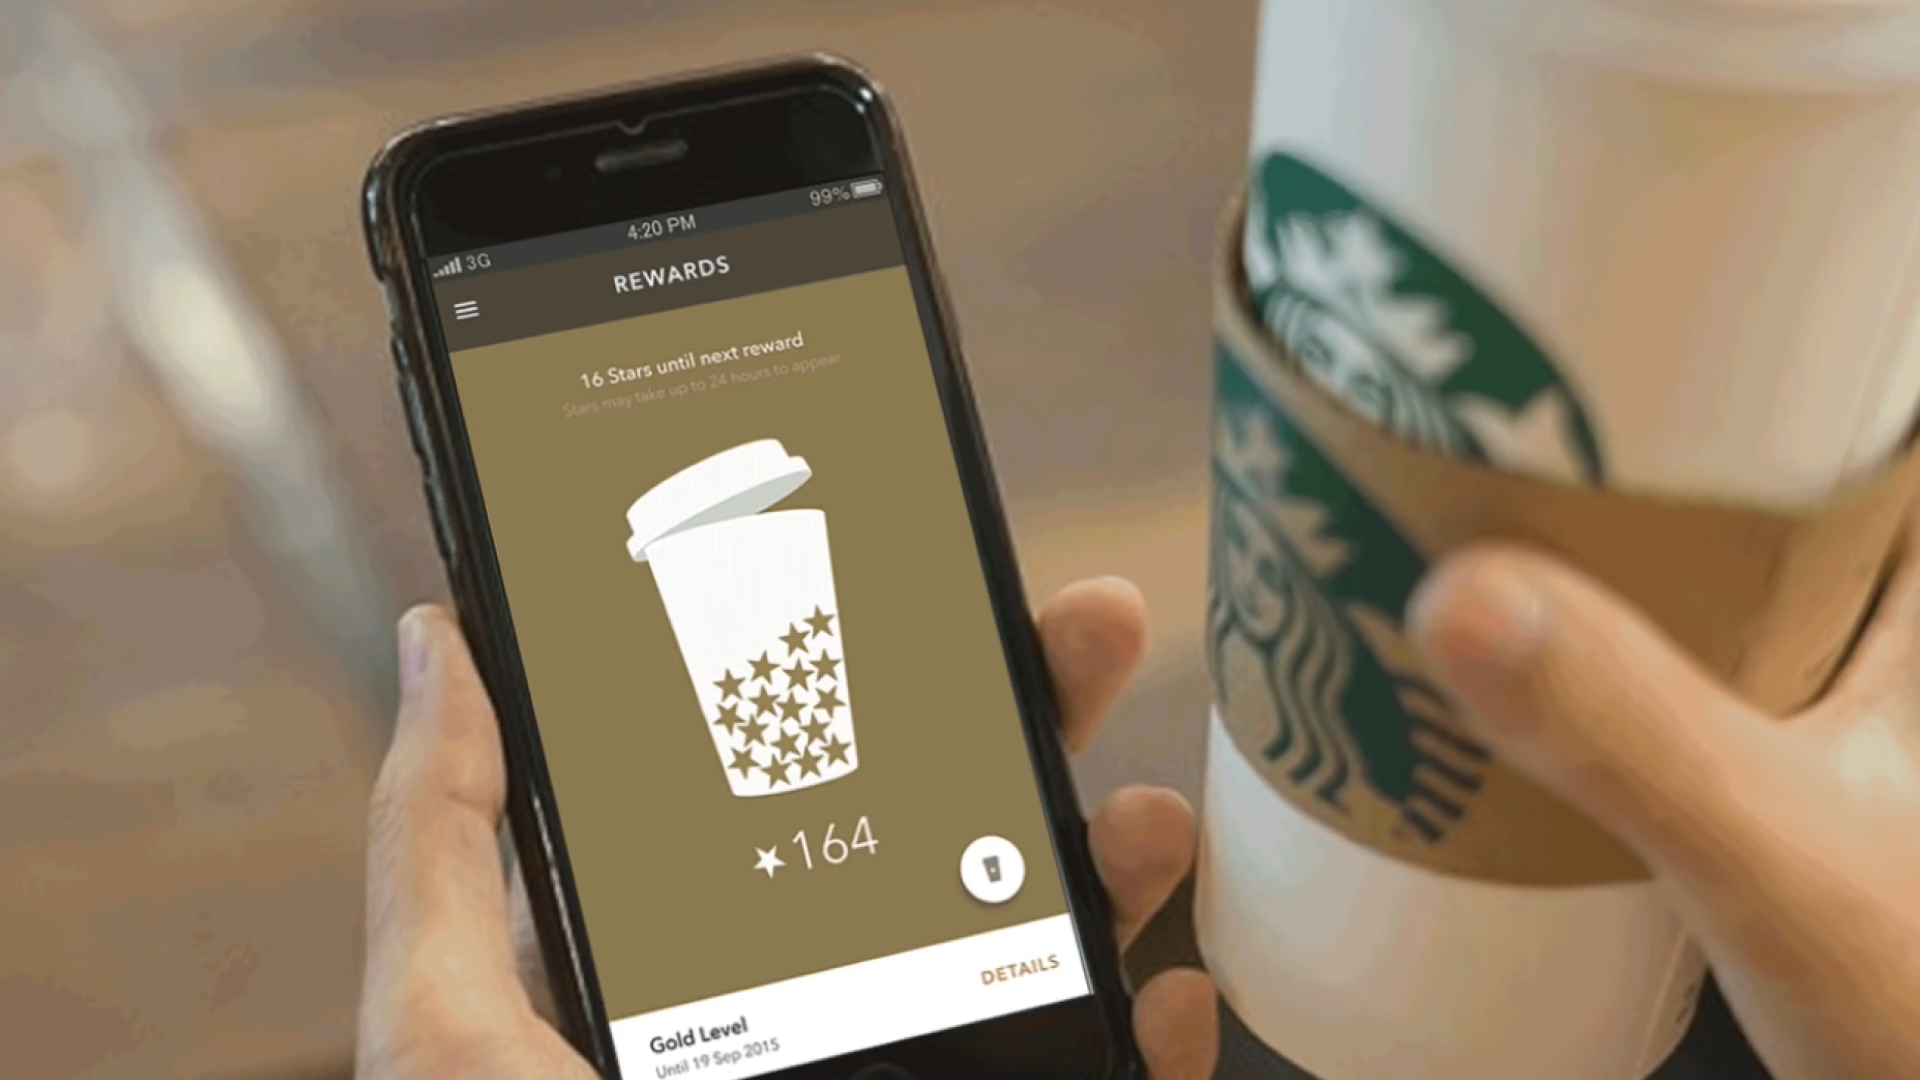 3G
4:20 PM
99%
REWARDS
16 Stars until next reward
Stars may take up to 24 hours to appear
164
DETAILS
Gold Level
Until 19 Sep 2015